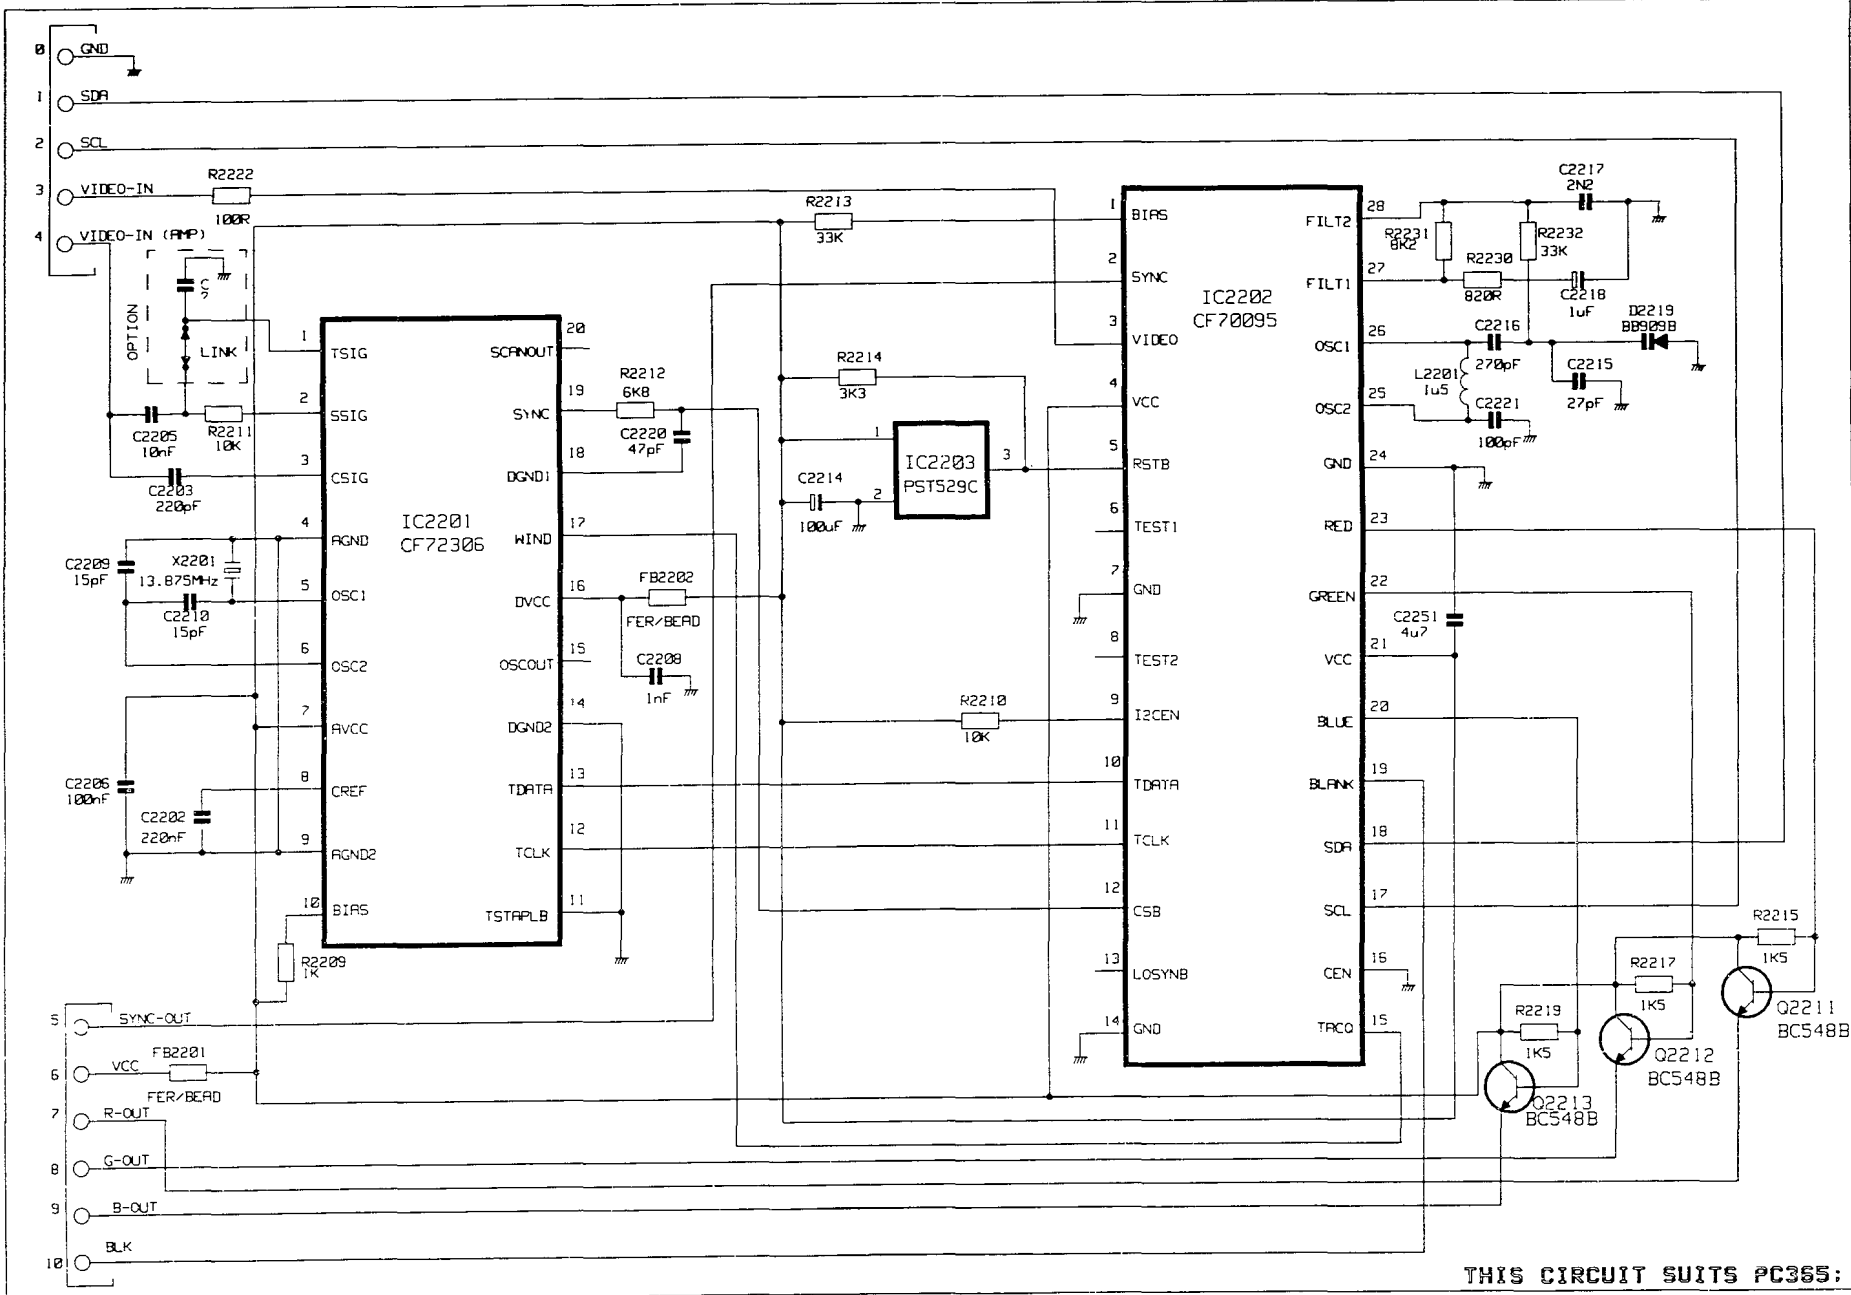 0 GND
1 SDA
2 SCL
3 VIDEO-IN
R2222
100R
4 VIDEO-IN (AMP)
OPTION
C
?
LINK
C2205
10nF
R2211
10K
C2203
220pF
C2209
15pF
X2201
13.875MHz
C2210
15pF
C2206
100nF
C2202
220nF
R2209
1K
IC2201
CF72306
1 TSIG
2 SSIG
3 CSIG
4 AGND
5 OSC1
6 OSC2
7 AVCC
8 CREF
9 AGND2
10 BIAS
20 SCANOUT
19 SYNC
18 DGND1
17 WIND
16 DVCC
15 OSCOUT
14 DGND2
13 TDATA
12 TCLK
11 TSTAPLB
R2212
6K8
C2220
47pF
FB2202
FER/BEAD
C2208
1nF
R2213
33K
R2214
3K3
IC2203
PST529C
1
2
3
C2214
100uF
R2210
10K
IC2202
CF70095
1 BIAS
2 SYNC
3 VIDEO
4 VCC
5 RSTB
6 TEST1
7 GND
8 TEST2
9 I2CEN
10 TDATA
11 TCLK
12 CSB
13 LOSYNB
14 GND
28 FILT2
27 FILT1
26 OSC1
25 OSC2
24 GND
23 RED
22 GREEN
21 VCC
20 BLUE
19 BLANK
18 SDA
17 SCL
16 CEN
15 TACQ
C2217
2N2
R2231
8K2
R2232
33K
R2230
820R
C2218
1uF
D2219
BB909B
C2216
270pF
L2201
1u5
C2215
27pF
C2221
100pF
C2251
4u7
R2215
1K5
R2217
1K5
R2219
1K5
Q2211
BC548B
Q2212
BC548B
Q2213
BC548B
5 SYNC-OUT
6 VCC
FB2201
FER/BEAD
7 R-OUT
8 G-OUT
9 B-OUT
10 BLK
THIS CIRCUIT SUITS PC365: